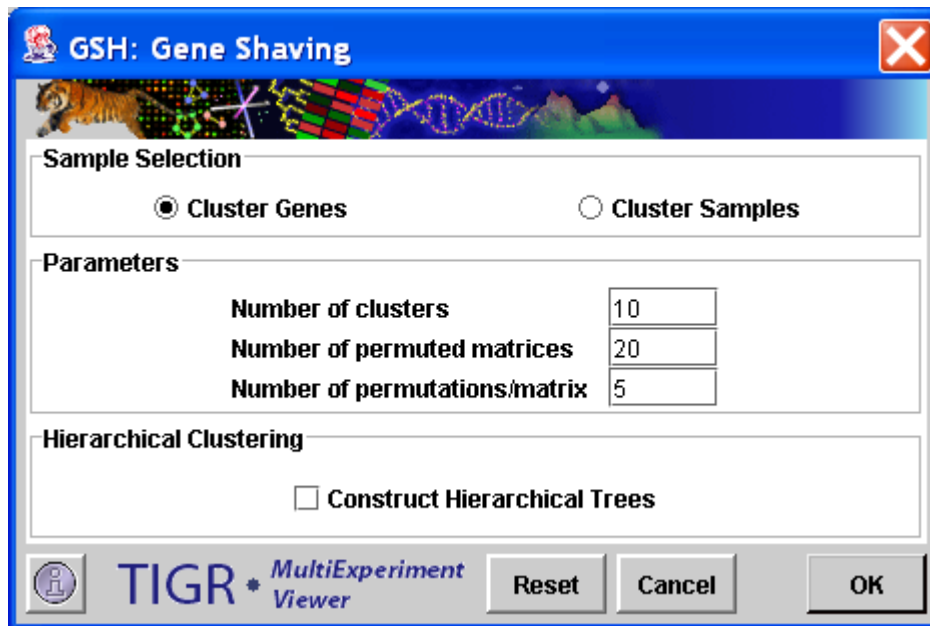 GSH: Gene Shaving
Sample Selection
Cluster Genes Cluster Samples
Parameters
Number of clusters 10
Number of permuted matrices 20
Number of permutations/matrix 5
Hierarchical Clustering
Construct Hierarchical Trees
TIGR MultiExperiment
Viewer
Reset Cancel OK